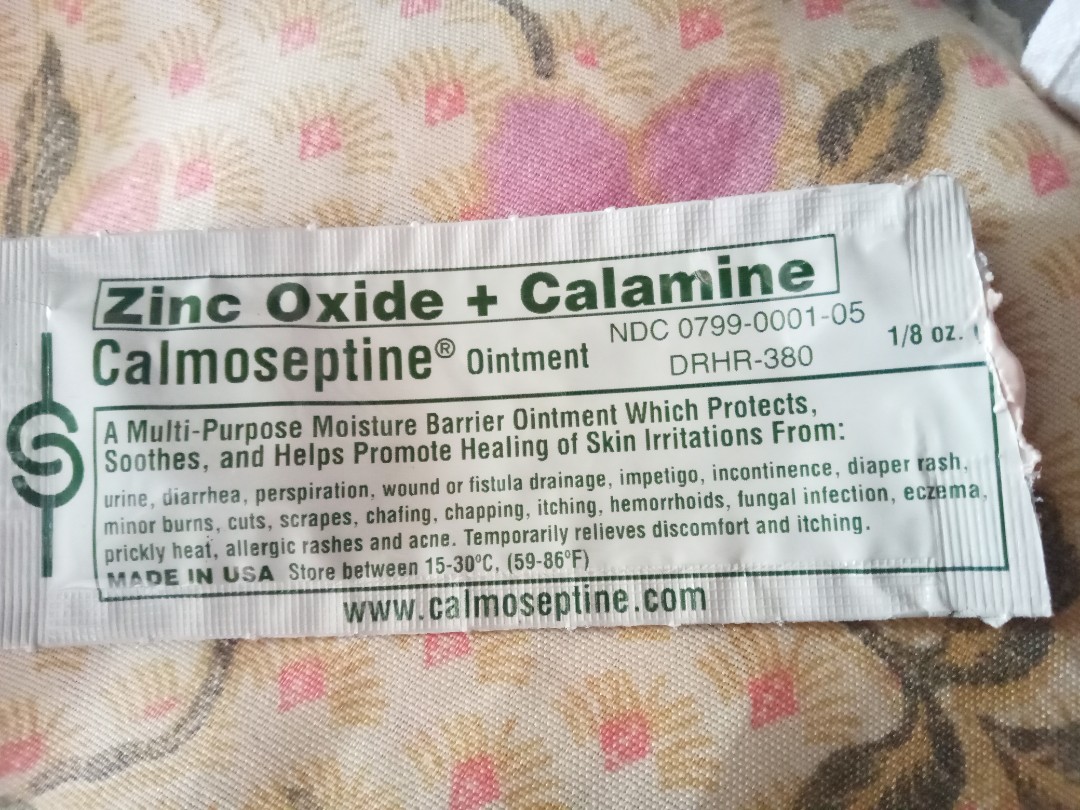 Zinc Oxide + Calamine
Calmoseptine® Ointment
NDC 0799-0001-05
DRHR-380
1/8 oz.
A Multi-Purpose Moisture Barrier Ointment Which Protects,
Soothes, and Helps Promote Healing of Skin Irritations From:
urine, diarrhea, perspiration, wound or fistula drainage, impetigo, incontinence, diaper rash,
minor burns, cuts, scrapes, chafing, chapping, itching, hemorrhoids, fungal infection, eczema,
prickly heat, allergic rashes and acne. Temporarily relieves discomfort and itching.
MADE IN USA Store between 15-30ºC, (59-86ºF)
www.calmoseptine.com